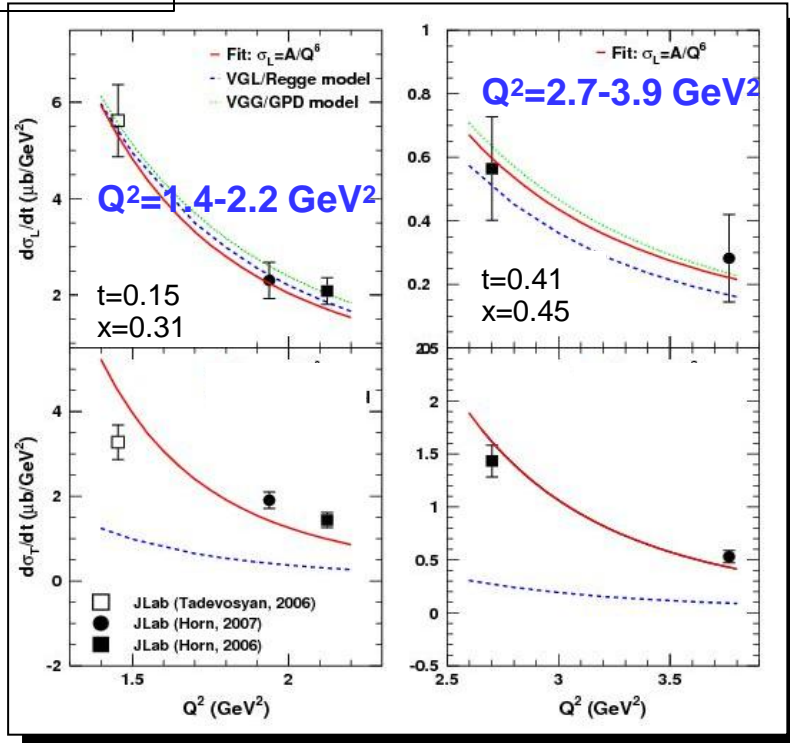 Fit: σ_L=A/Q⁶
VGL/Regge model
VGG/GPD model
Q²=1.4-2.2 GeV²
t=0.15
x=0.31
dσ_L/dt (μb/GeV²)
6
4
2
Fit: σ_L=A/Q⁶
Q²=2.7-3.9 GeV²
t=0.41
x=0.45
1
0.8
0.6
0.4
0.2
dσ_T/dt (μb/GeV²)
4
2
0
-2
JLab (Tadevosyan, 2006)
JLab (Horn, 2007)
JLab (Horn, 2006)
1.5
2
Q² (GeV²)
2
1.5
1
0.5
0
-0.5
2.5
3
3.5
Q² (GeV²)